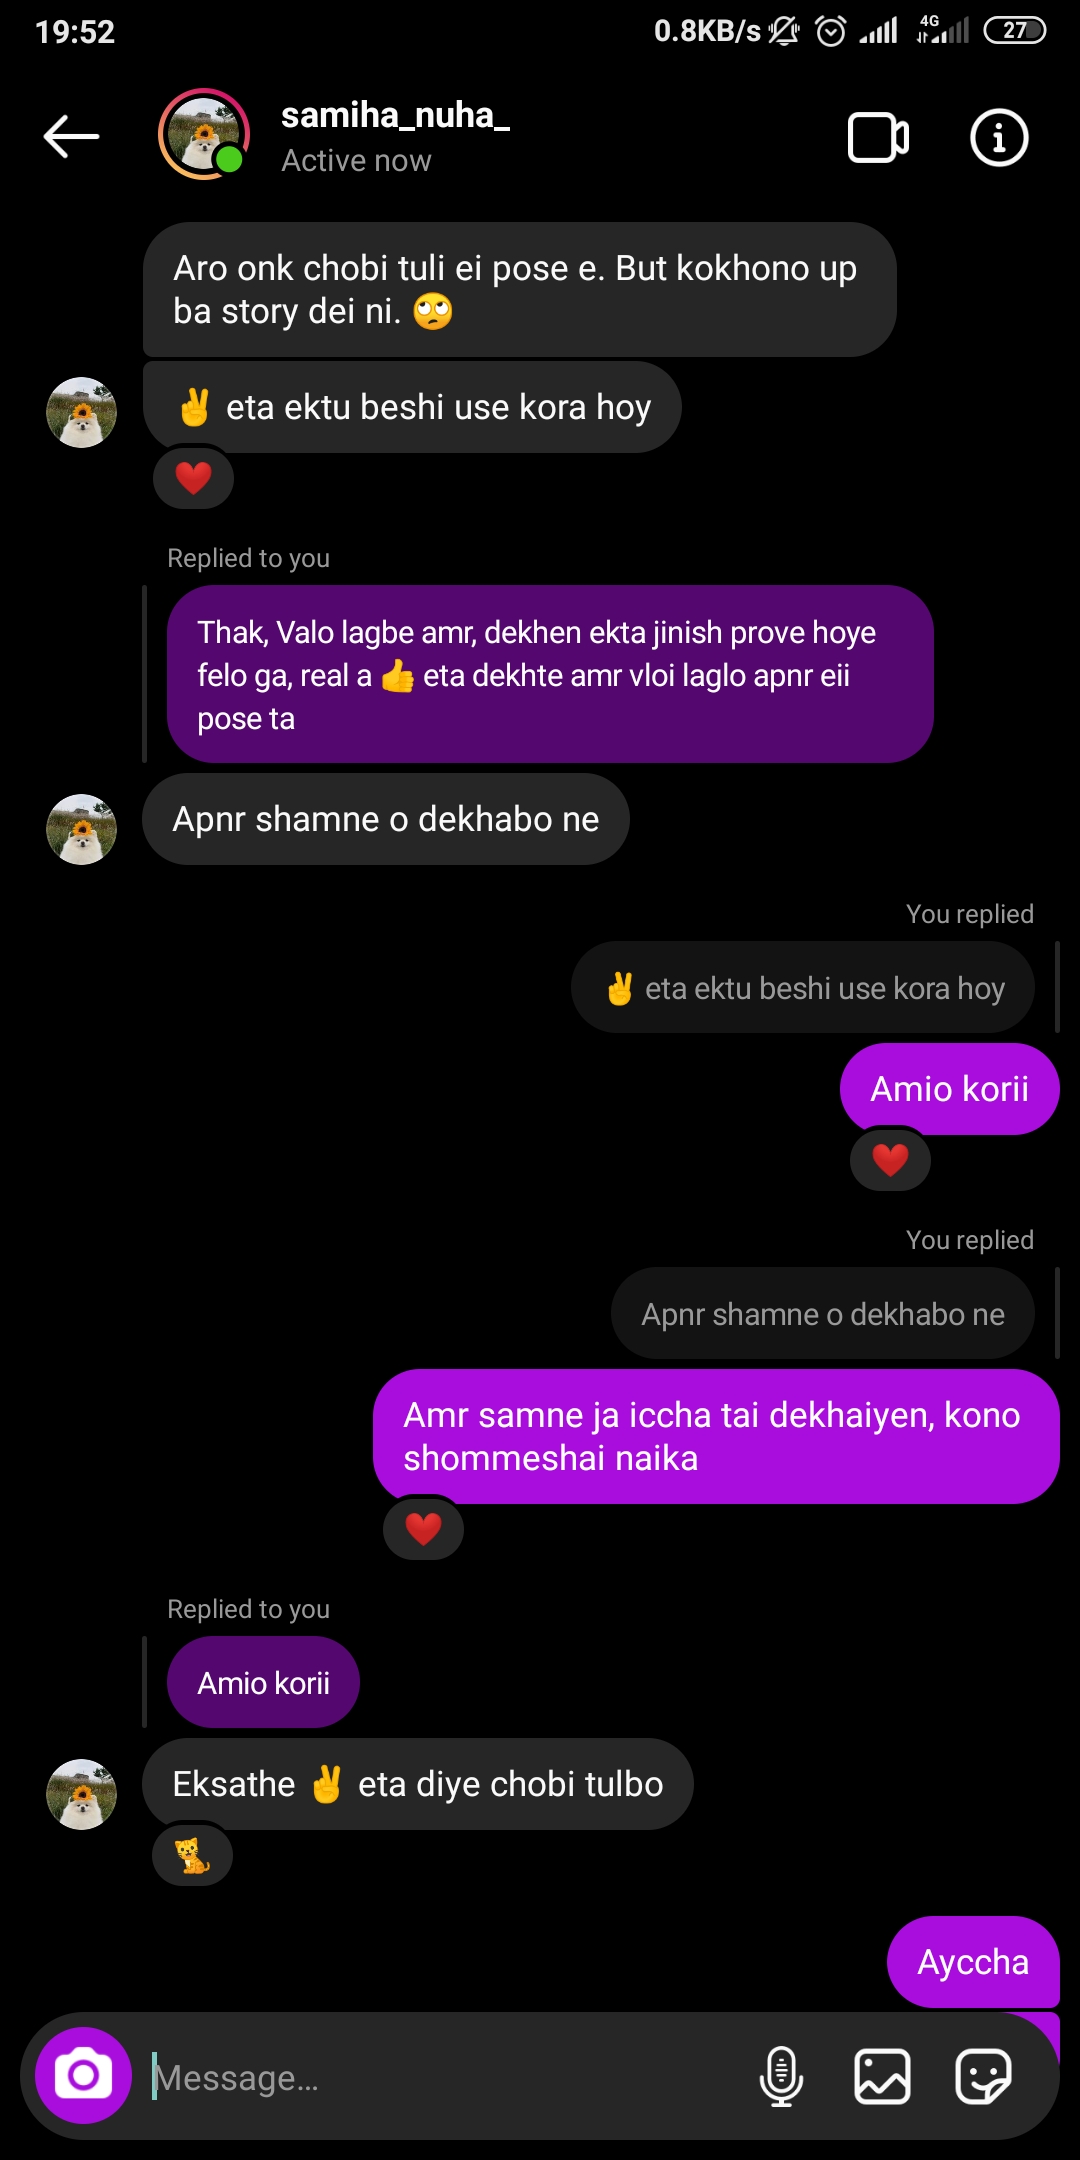 19:52
0.8KB/s
4G
27
samiha_nuha_
Active now
Aro onk chobi tuli ei pose e. But kokhono up
ba story dei ni. 🙄
✌️ eta ektu beshi use kora hoy
❤️
Replied to you
Thak, Valo lagbe amr, dekhen ekta jinish prove hoye
felo ga, real a 👍 eta dekhte amr vloi laglo apnr eii
pose ta
Apnr shamne o dekhabo ne
You replied
✌️ eta ektu beshi use kora hoy
Amio korii
❤️
You replied
Apnr shamne o dekhabo ne
Amr samne ja iccha tai dekhaiyen, kono
shommeshai naika
❤️
Replied to you
Amio korii
Eksathe ✌️ eta diye chobi tulbo
🐈
Ayccha
Message...